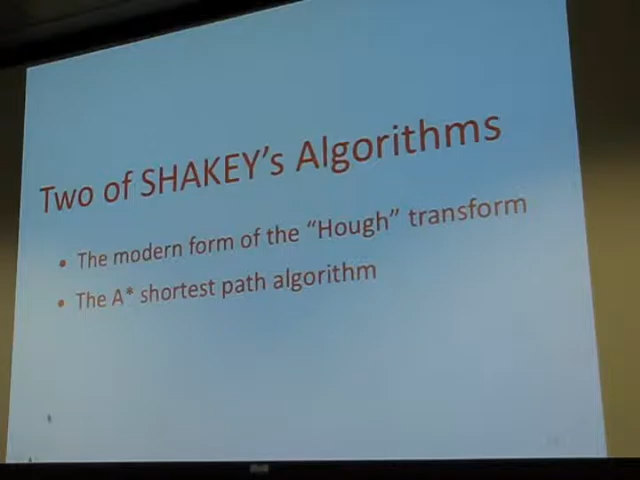 Two of SHAKEY’s Algorithms
• The modern form of the “Hough” transform
• The A* shortest path algorithm